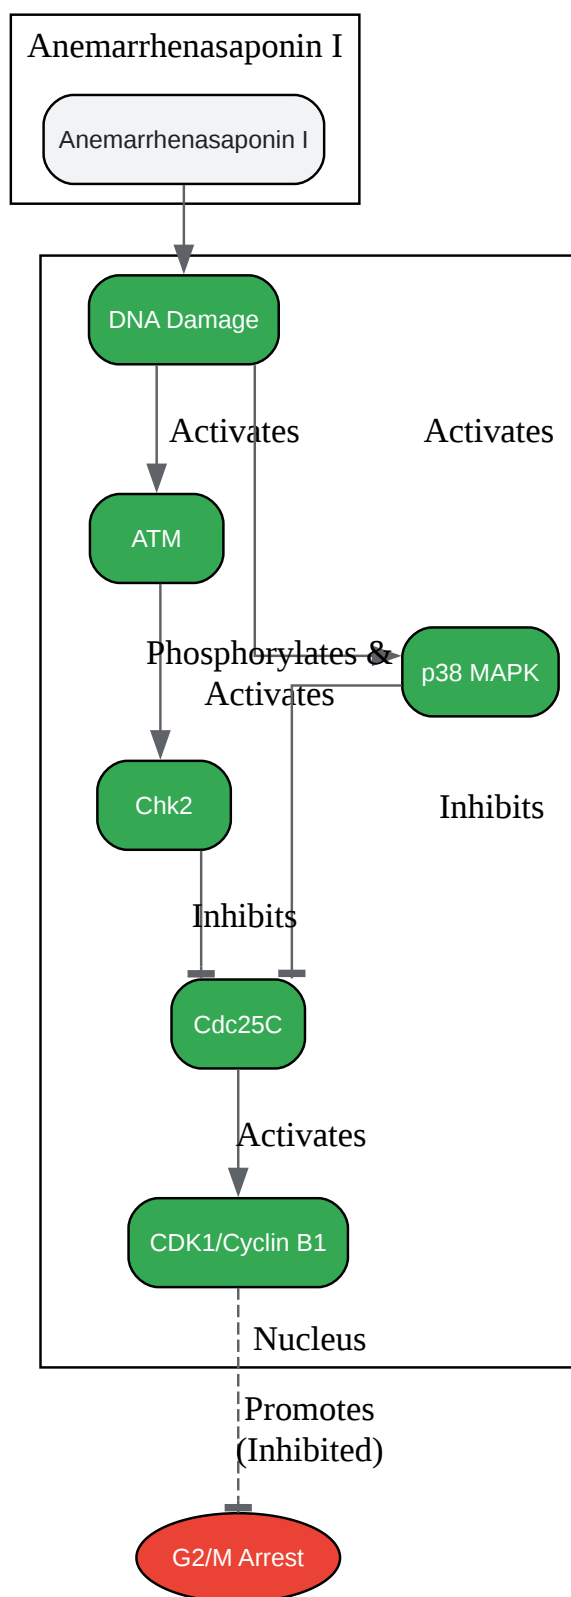 Anemarrhenasaponin I
Anemarrhenasaponin I
DNA Damage
Activates
Activates
ATM
Phosphorylates &
Activates
p38 MAPK
Chk2
Inhibits
Inhibits
Cdc25C
Activates
CDK1/Cyclin B1
Nucleus
Promotes
(Inhibited)
G2/M Arrest